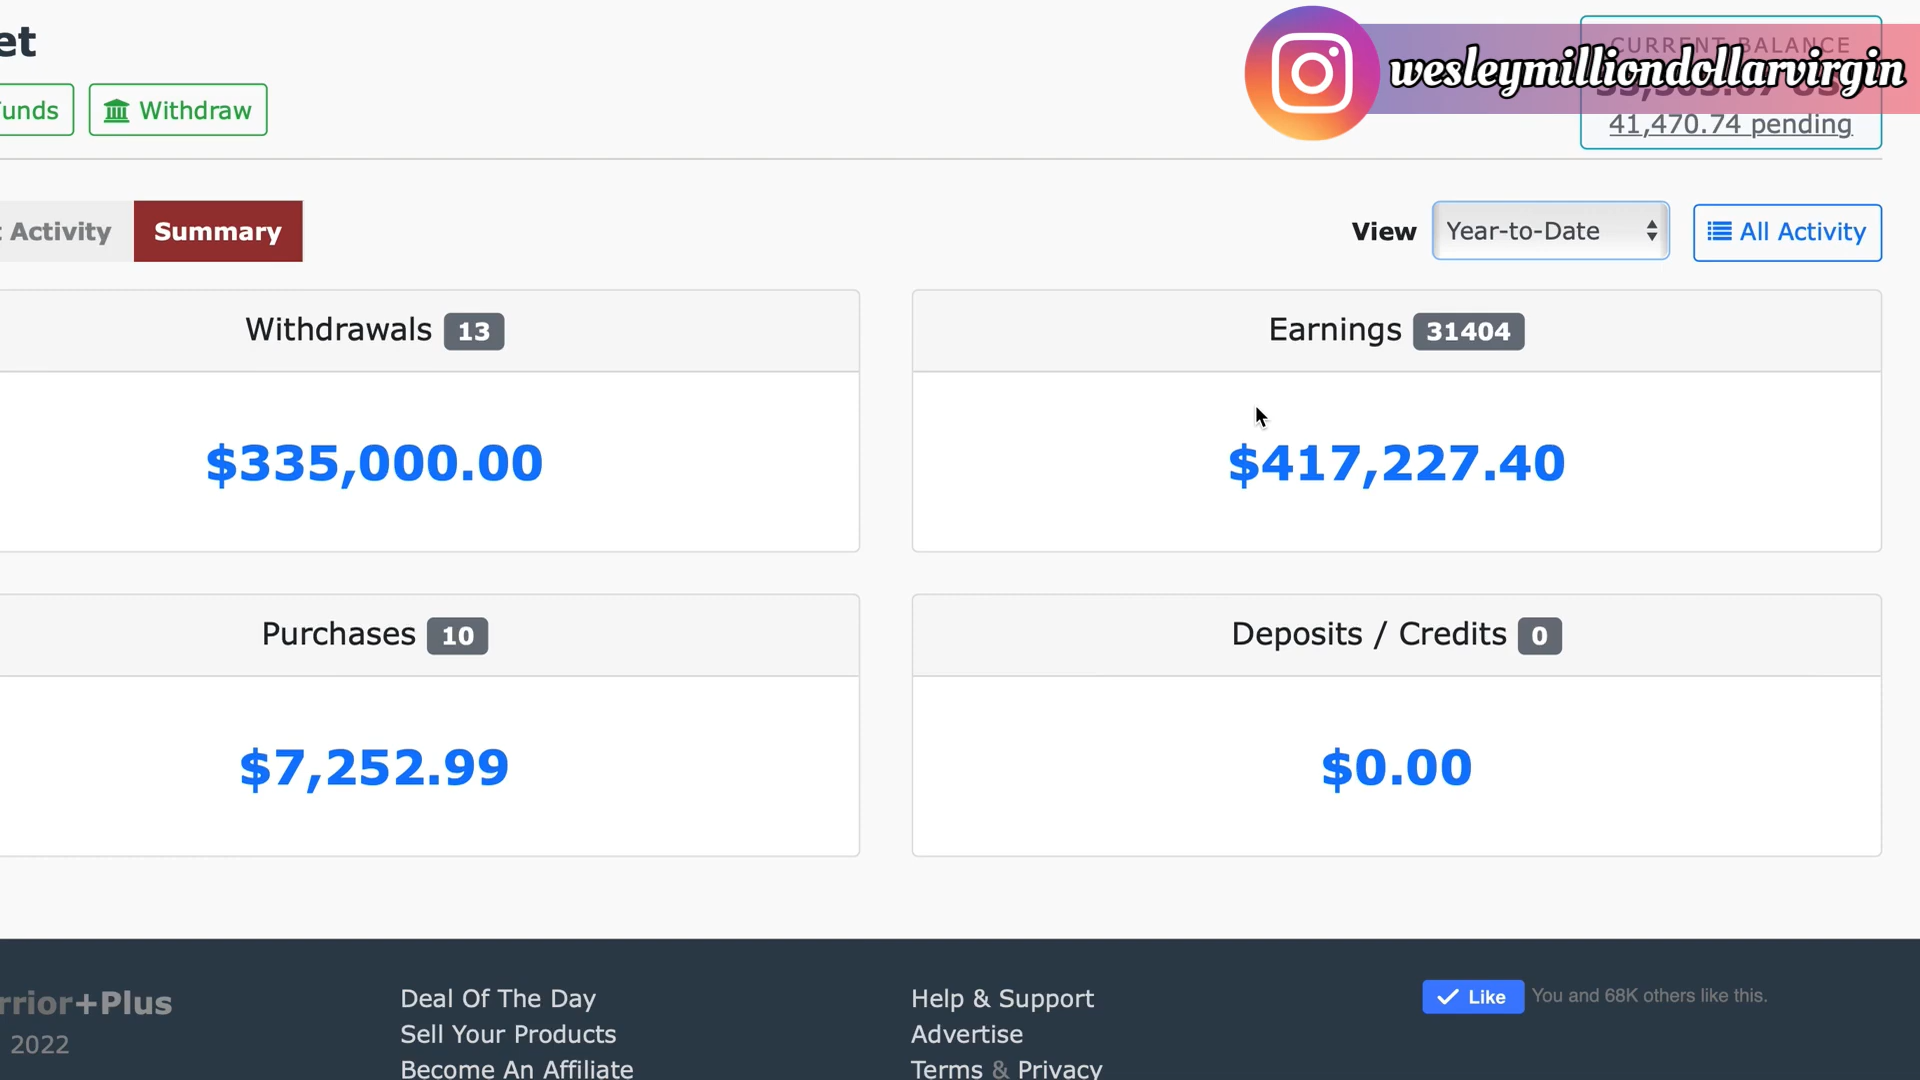 et
wesleymilliondollarvirgin
CURRENT BALANCE
unds
Withdraw
41,470.74 pending
Activity
Summary
View
Year-to-Date
All Activity
Withdrawals 13
Earnings 31404
$335,000.00
$417,227.40
Purchases 10
Deposits / Credits 0
$7,252.99
$0.00
rrior+Plus
2022
Deal Of The Day
Sell Your Products
Become An Affiliate
Help & Support
Advertise
Terms & Privacy
Like
You and 68K others like this.